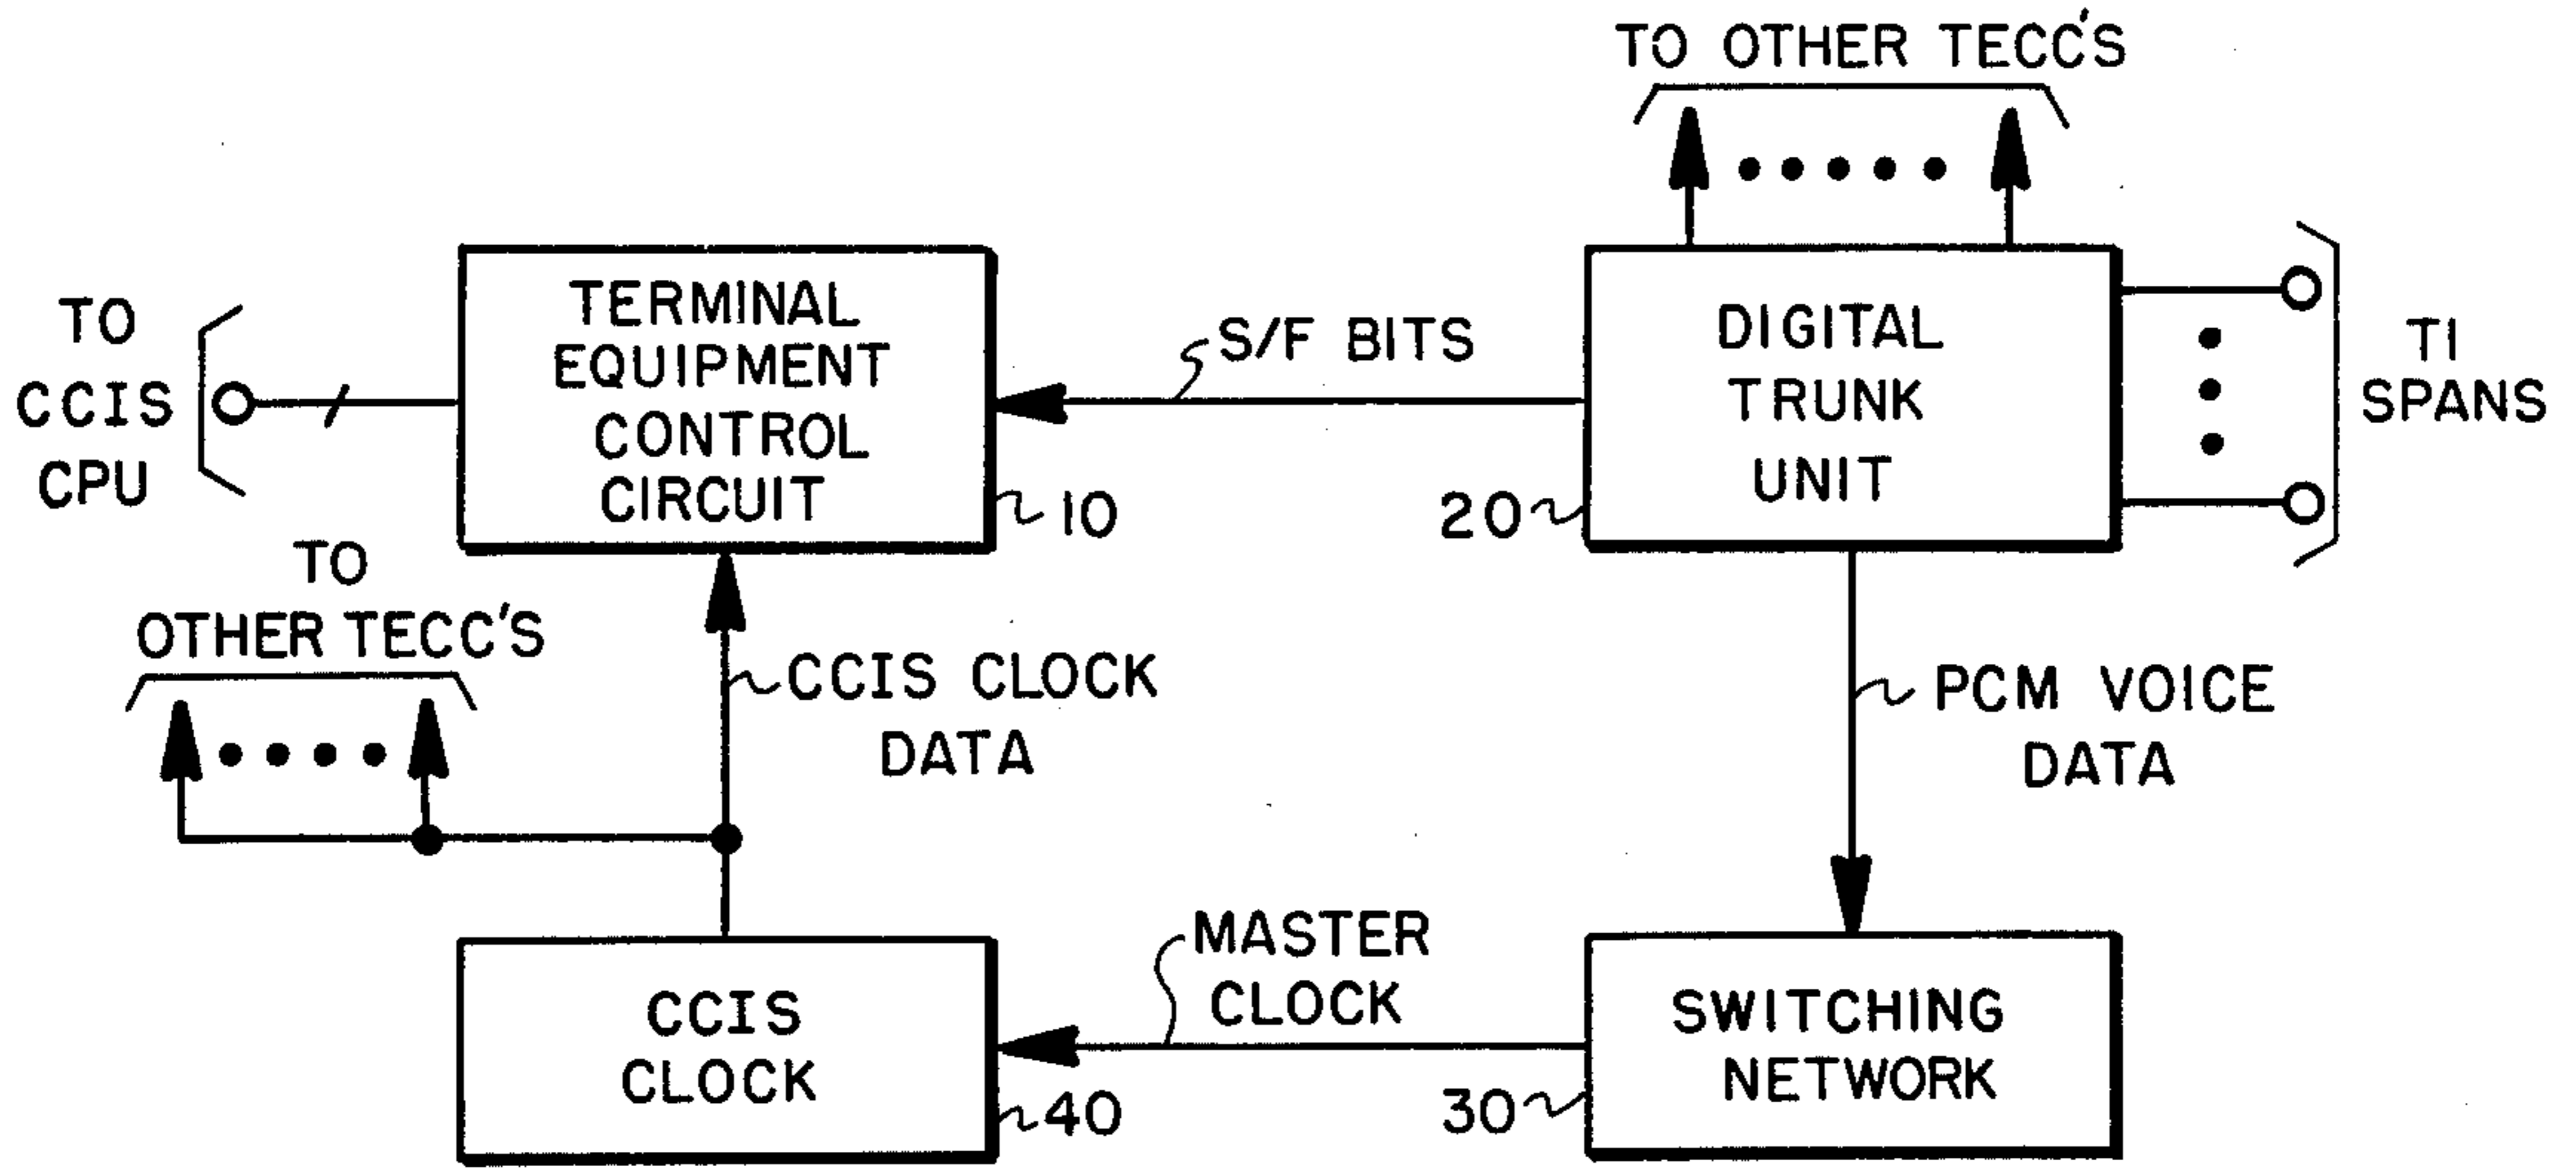 TO OTHER TECC'S
TO
CCIS
CPU
TERMINAL
EQUIPMENT
CONTROL
CIRCUIT
10
S/F BITS
DIGITAL
TRUNK
UNIT
20
T1
SPANS
TO
OTHER TECC'S
CCIS CLOCK
DATA
PCM VOICE
DATA
CCIS
CLOCK
40
MASTER
CLOCK
SWITCHING
NETWORK
30